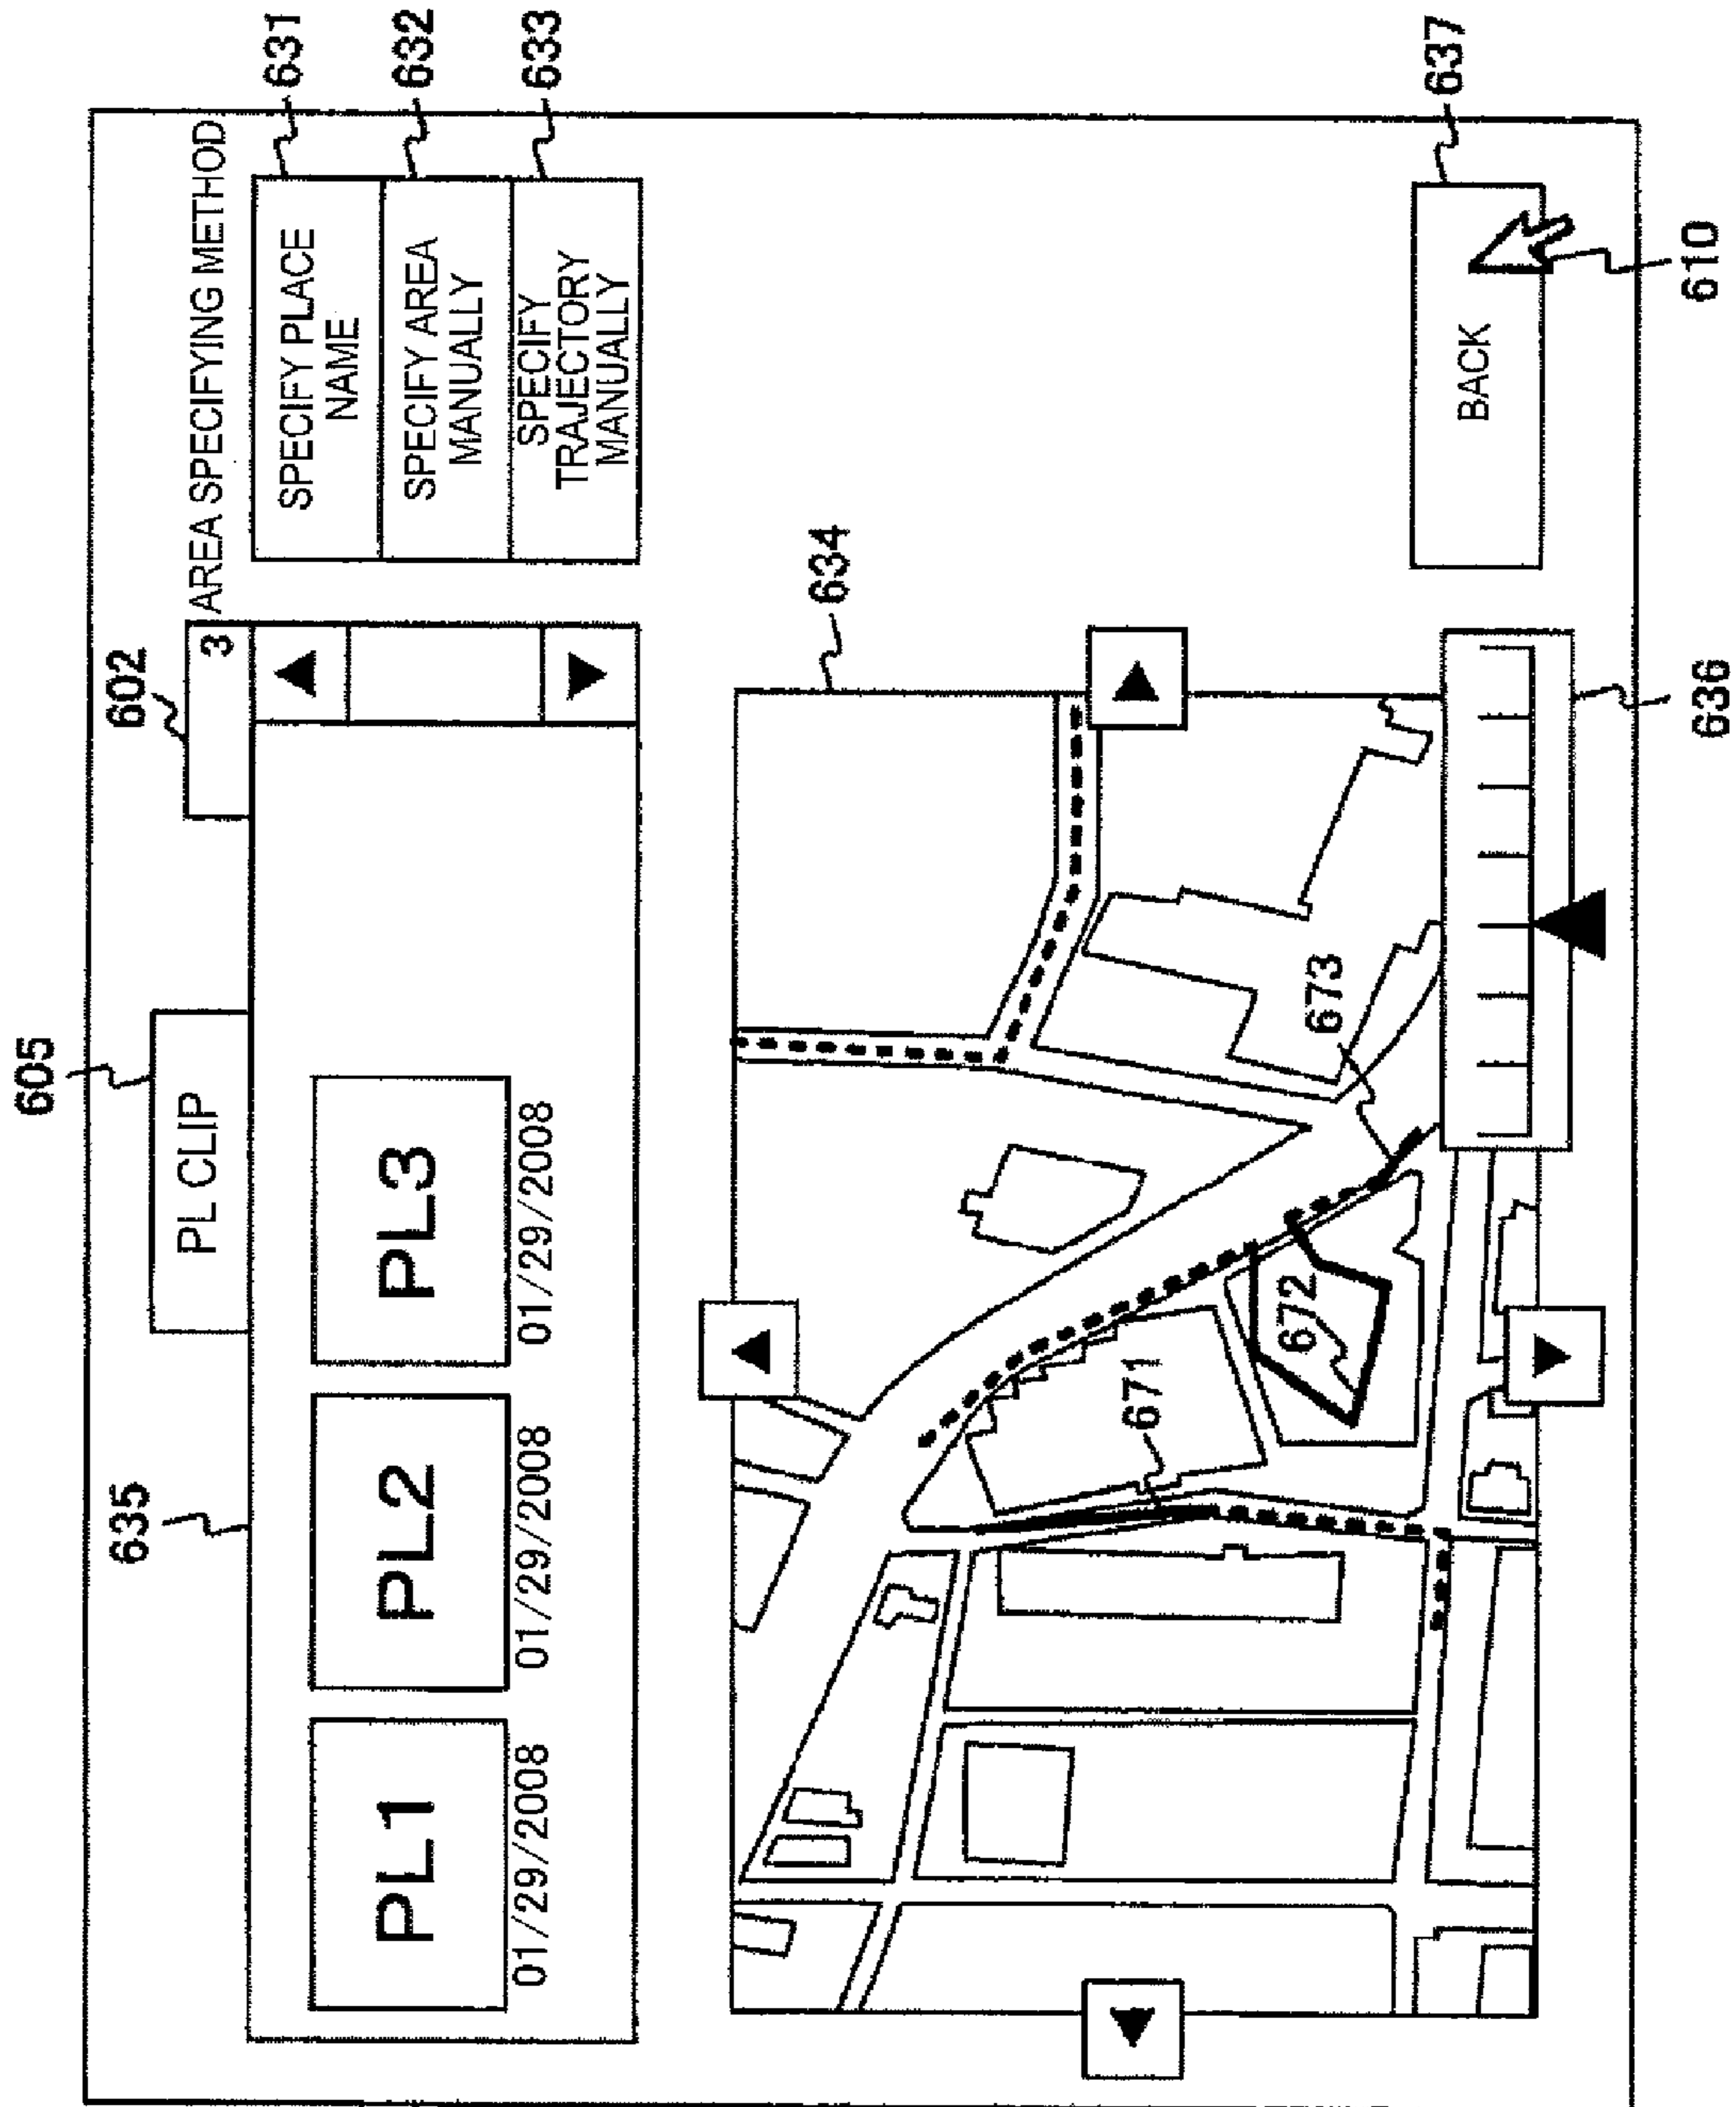 605
PL CLIP
602
3
AREA SPECIFYING METHOD
635
PL1
PL2
PL3
01/29/2008
01/29/2008
01/29/2008
SPECIFY PLACE
NAME
631
SPECIFY AREA
MANUALLY
632
SPECIFY
TRAJECTORY
MANUALLY
633
634
671
672
673
636
BACK
637
610